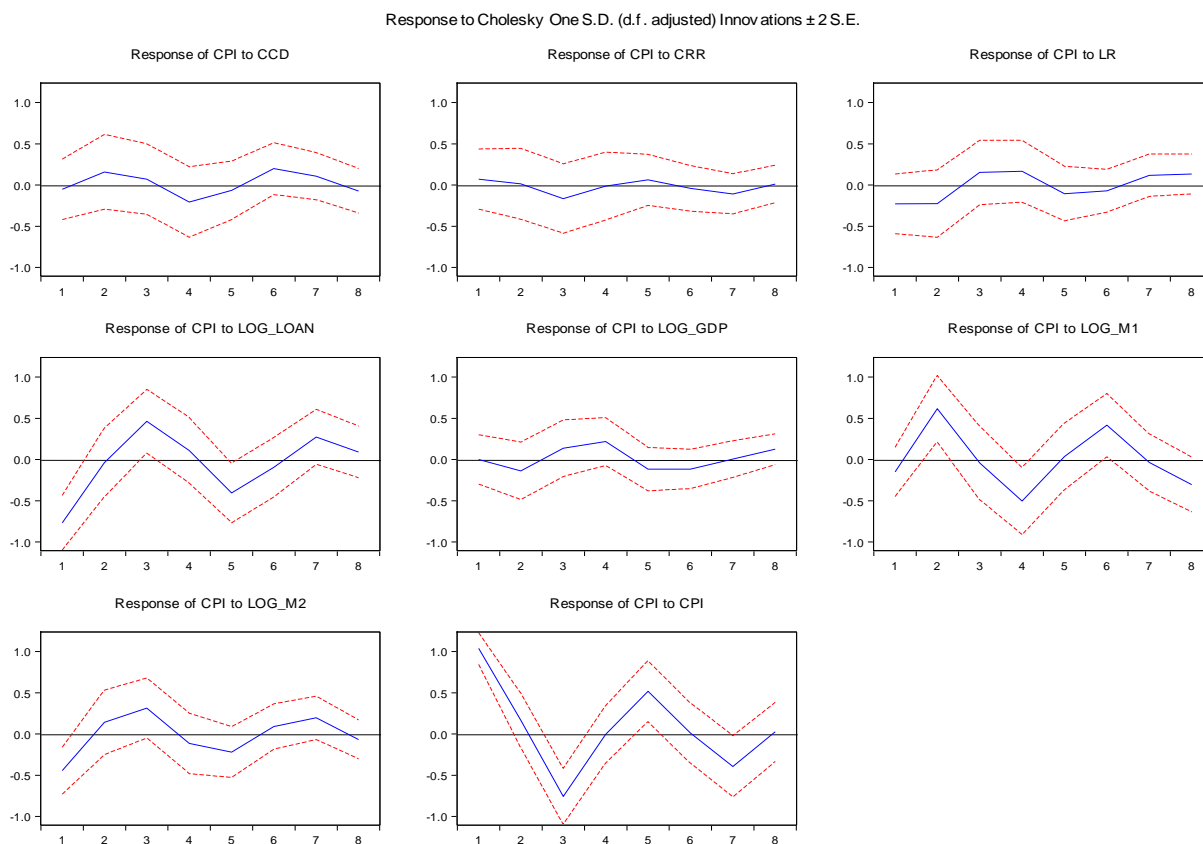 Response to Cholesky One S.D. (d.f. adjusted) Innovations ± 2 S.E.
Response of CPI to CCD
1.0
0.5
0.0
-0.5
-1.0
1 2 3 4 5 6 7 8
Response of CPI to CRR
1.0
0.5
0.0
-0.5
-1.0
1 2 3 4 5 6 7 8
Response of CPI to LR
1.0
0.5
0.0
-0.5
-1.0
1 2 3 4 5 6 7 8
Response of CPI to LOG_LOAN
1.0
0.5
0.0
-0.5
-1.0
1 2 3 4 5 6 7 8
Response of CPI to LOG_GDP
1.0
0.5
0.0
-0.5
-1.0
1 2 3 4 5 6 7 8
Response of CPI to LOG_M1
1.0
0.5
0.0
-0.5
-1.0
1 2 3 4 5 6 7 8
Response of CPI to LOG_M2
1.0
0.5
0.0
-0.5
-1.0
1 2 3 4 5 6 7 8
Response of CPI to CPI
1.0
0.5
0.0
-0.5
-1.0
1 2 3 4 5 6 7 8